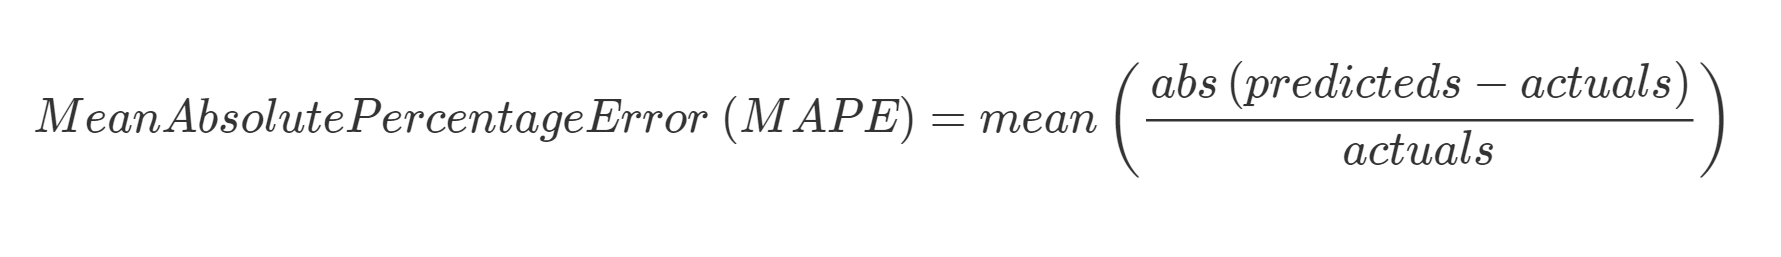 MeanAbsolutePercentageError (MAPE) = mean ( abs (predicteds − actuals) / actuals )